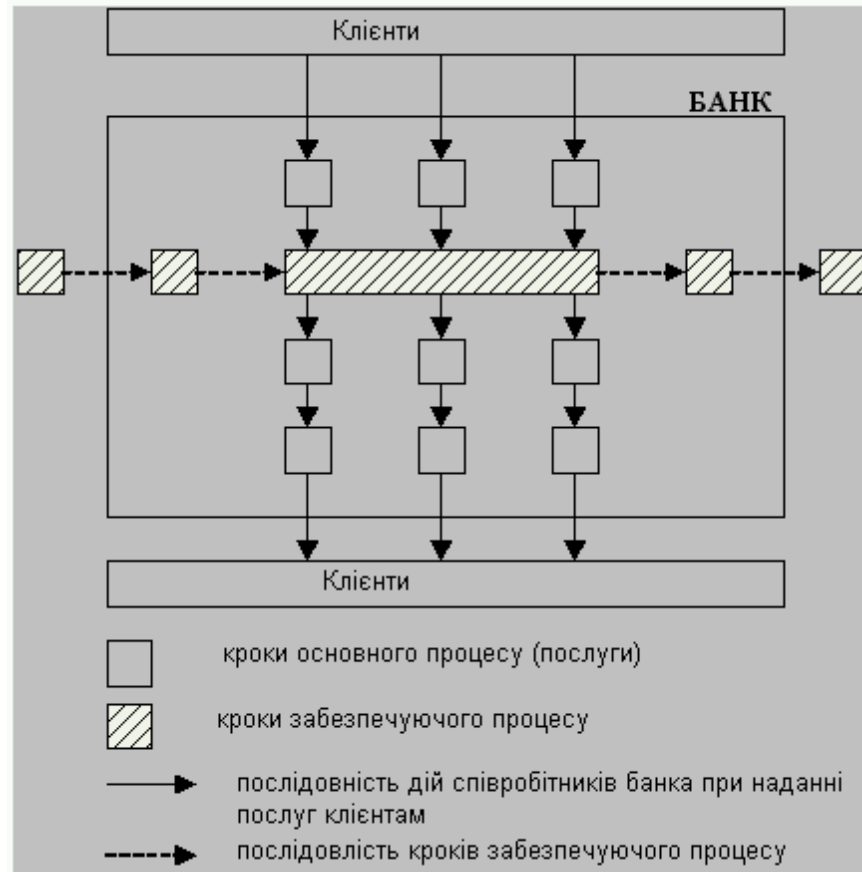 Клієнти
БАНК
Клієнти
кроки основного процесу (послуги)
кроки забезпечуючого процесу
послідовність дій співробітників банка при наданні
послуг клієнтам
послідовлість кроків забезпечуючого процесу